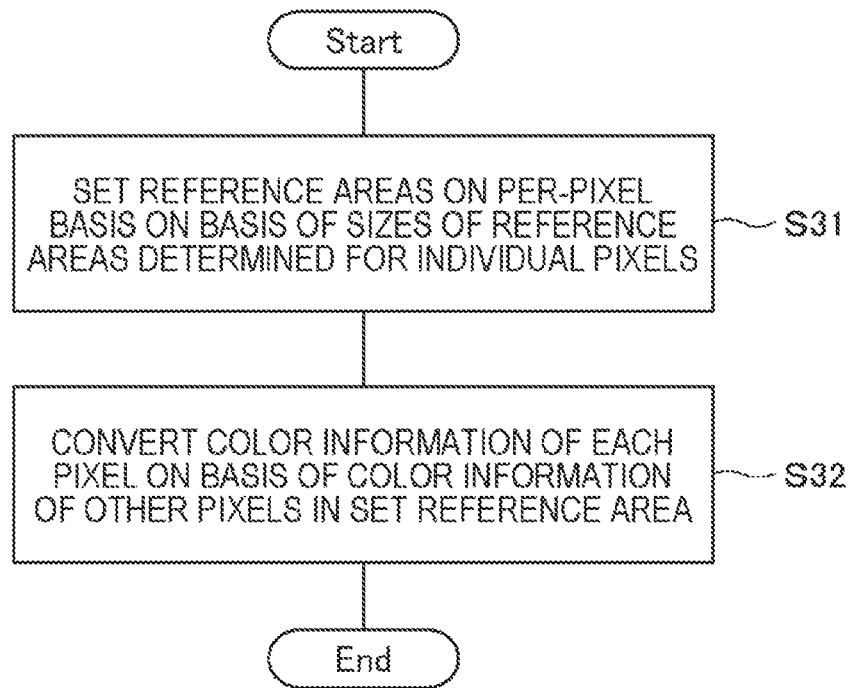 Start
SET REFERENCE AREAS ON PER-PIXEL
BASIS ON BASIS OF SIZES OF REFERENCE
AREAS DETERMINED FOR INDIVIDUAL PIXELS
S31
CONVERT COLOR INFORMATION OF EACH
PIXEL ON BASIS OF COLOR INFORMATION
OF OTHER PIXELS IN SET REFERENCE AREA
S32
End